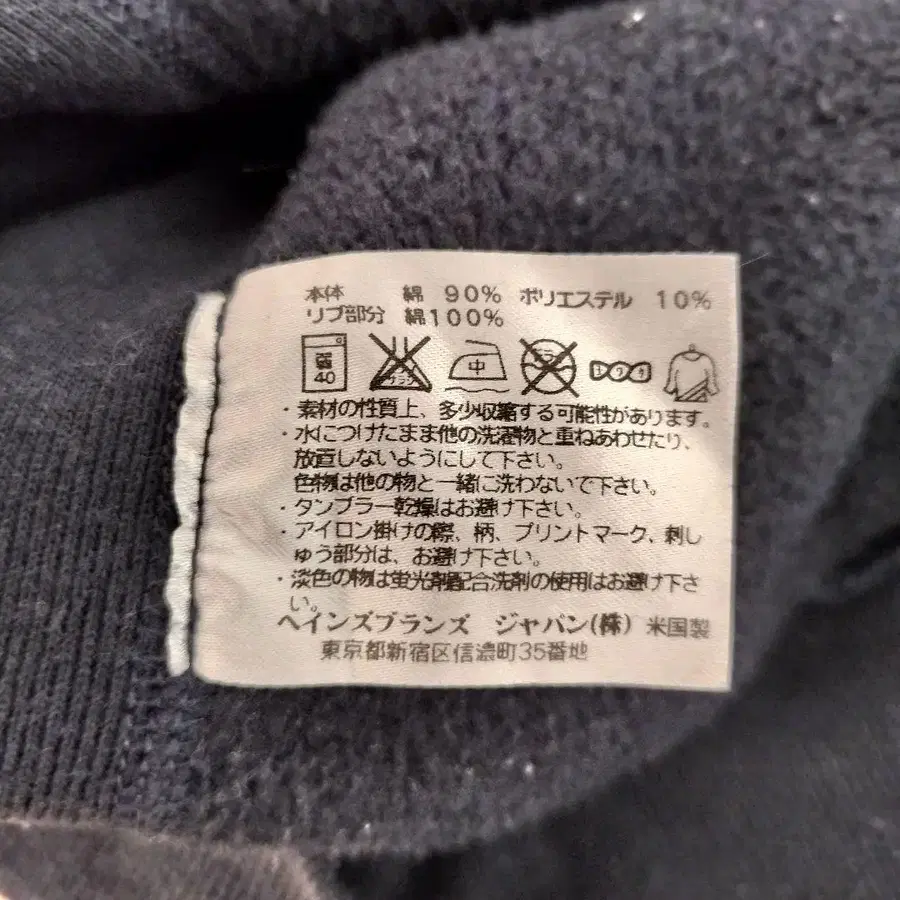 本体 綿 90% ポリエステル 10%
リブ部分 綿100%
40 中 ヨワク
・素材の性質上、多少収縮する可能性があります。
・水につけたまま他の洗濯物と重ねあわせたり、
放置しないようにして下さい。
色物は他の物と一緒に洗わないで下さい。
・タンブラー乾燥はお避け下さい。
・アイロン掛けの際、柄、プリントマーク、刺し
ゅう部分は、お避け下さい。
・淡色の物は蛍光剤配合洗剤の使用はお避け下さ
い。
ヘインズブランズ ジャパン(株) 米国製
東京都新宿区信濃町35番地